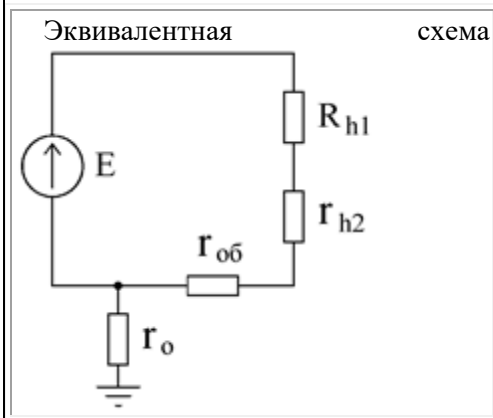 Эквивалентная схема
R h1
E
r h2
r об
r о